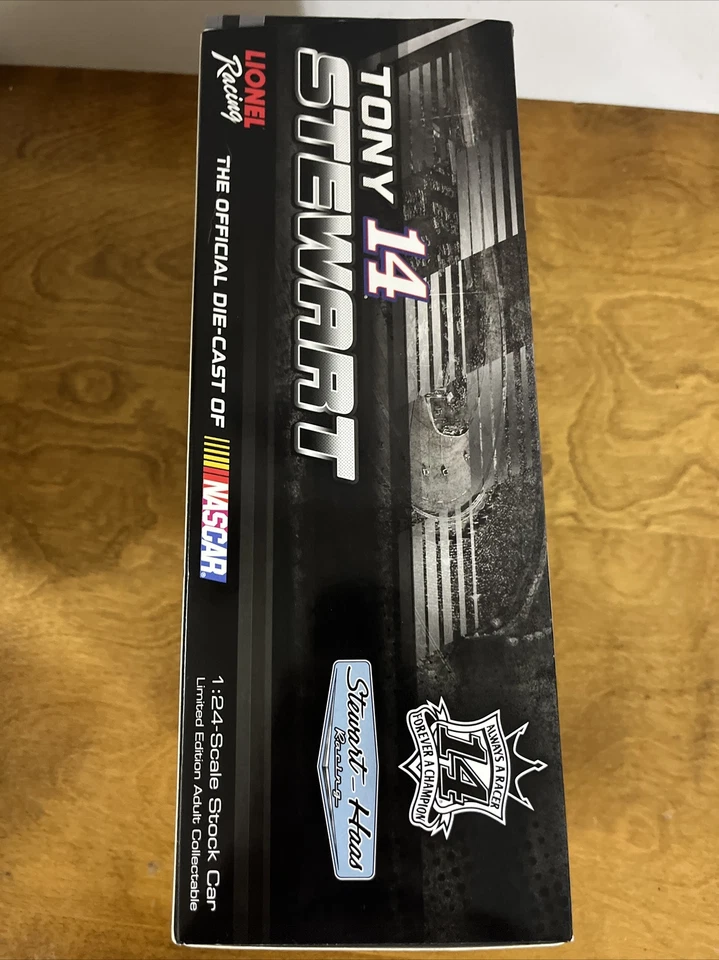 TONY 14
STEWART
LIONEL
Racing
THE OFFICIAL DIE-CAST OF NASCAR.
ALWAYS A RACER
14
FOREVER A CHAMPION
Stewart-Haas
Racing
1:24-Scale Stock Car
Limited Edition Adult Collectable